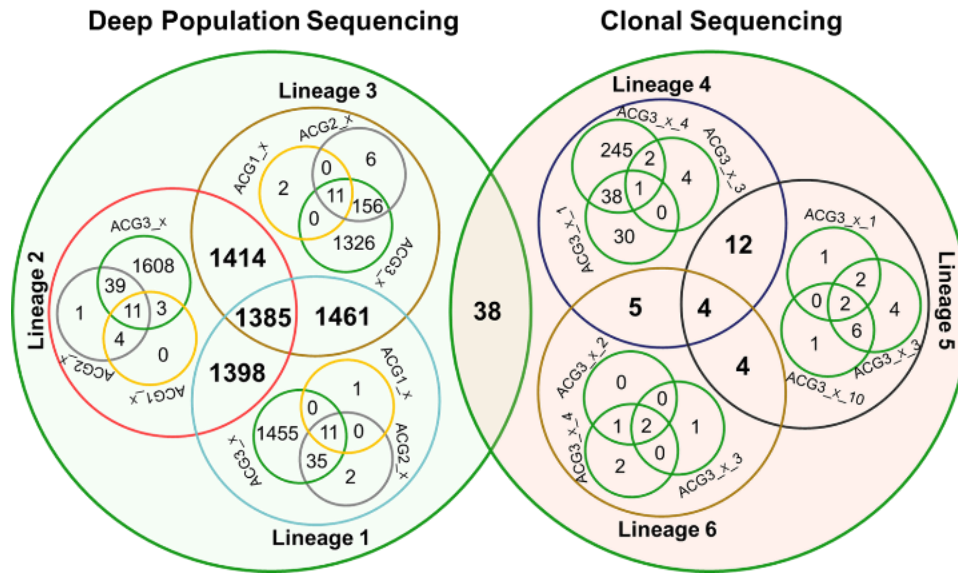 Deep Population Sequencing
Clonal Sequencing
Lineage 3
ACG2_x
ACG1_x
6
0
2
11
156
0
1326
ACG3_x
Lineage 2
ACG3_x
1608
39
1
11
3
4
0
ACG2_x
ACG1_x
1414
1385
1461
1398
ACG1_x
1
0
1455
11
0
ACG3_x
35
ACG2_x
2
Lineage 1
38
Lineage 4
ACG3_x_4
ACG3_x_3
245
2
4
38
1
0
30
ACG3_x_1
12
5
4
4
Lineage 5
ACG3_x_1
1
2
0
2
4
1
6
ACG3_x_3
ACG3_x_10
ACG3_x_2
0
0
ACG3_x_4
1
2
1
0
2
ACG3_x_3
Lineage 6